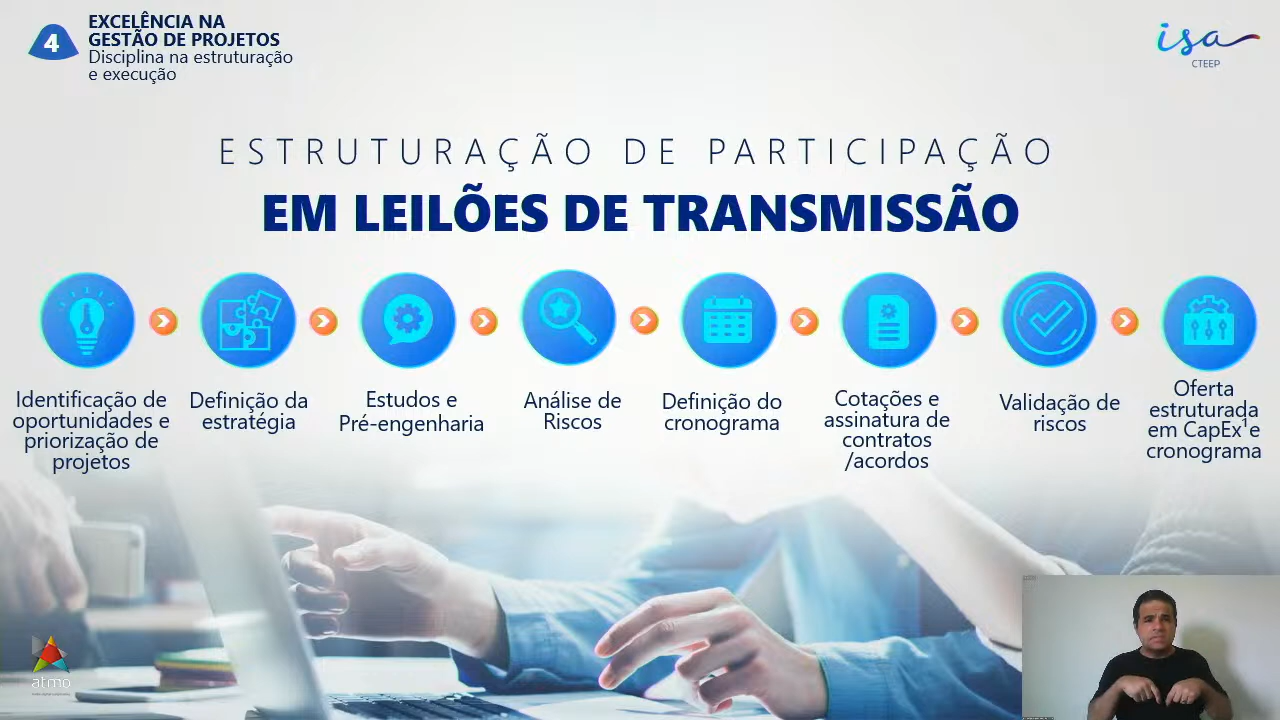 4
EXCELÊNCIA NA
GESTÃO DE PROJETOS
Disciplina na estruturação
e execução
isa
CTEEP
ESTRUTURAÇÃO DE PARTICIPAÇÃO
EM LEILÕES DE TRANSMISSÃO
Identificação de
oportunidades e
priorização de
projetos
Definição da
estratégia
Estudos e
Pré-engenharia
Análise de
Riscos
Definição do
cronograma
Cotações e
assinatura de
contratos
/acordos
Validação de
riscos
Oferta
estruturada
em CapEx¹e
cronograma
atmo